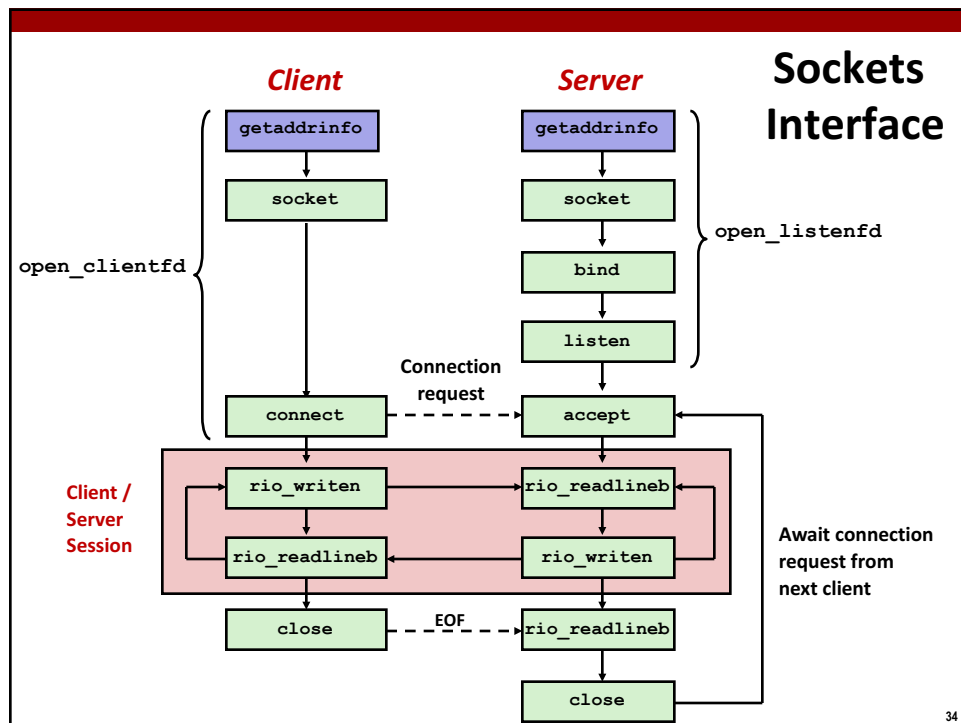 Sockets
Interface
Client
Server
getaddrinfo
getaddrinfo
socket
socket
open_clientfd
open_listenfd
bind
listen
Connection
request
connect
accept
Client /
Server
Session
rio_writen
rio_readlineb
rio_readlineb
rio_writen
Await connection
request from
next client
close
EOF
rio_readlineb
close
34